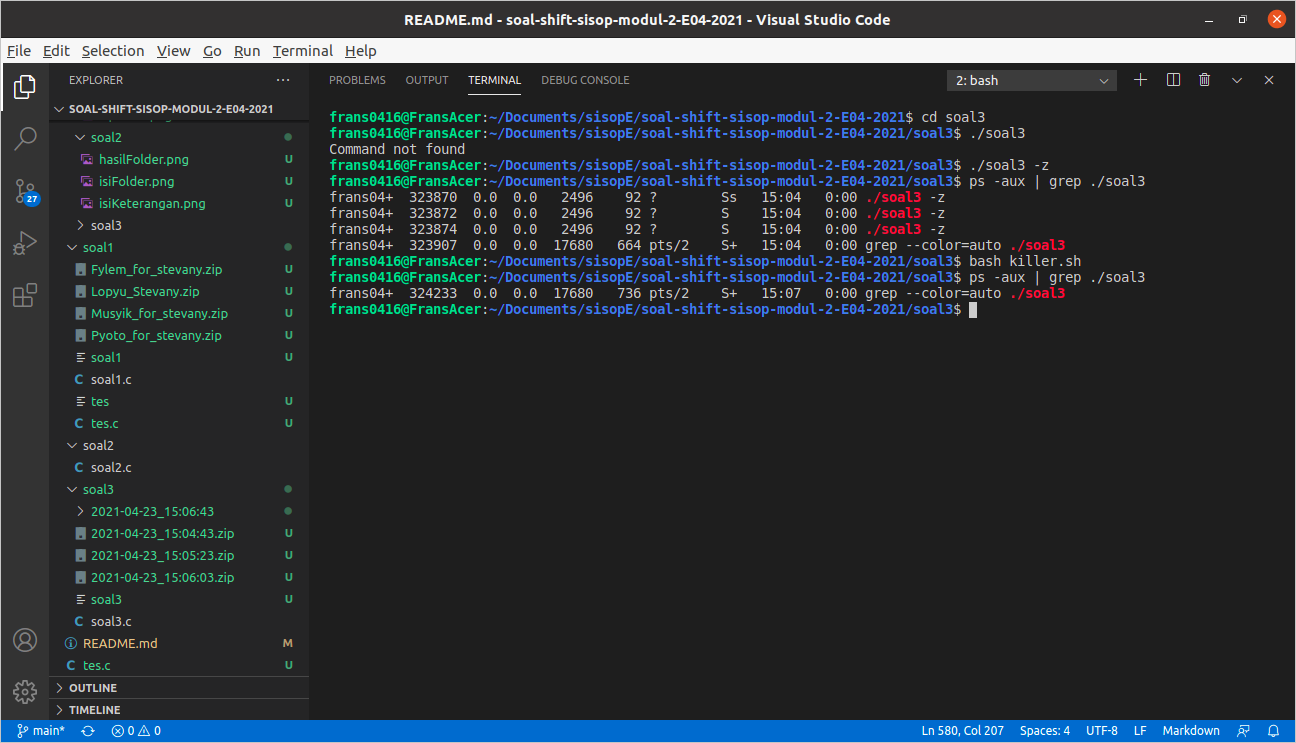 README.md - soal-shift-sisop-modul-2-E04-2021 - Visual Studio Code
File Edit Selection View Go Run Terminal Help
EXPLORER
SOAL-SHIFT-SISOP-MODUL-2-E04-2021
soal2
hasilFolder.png U
isiFolder.png U
isiKeterangan.png U
soal3
soal1
Fylem_for_stevany.zip U
Lopyu_Stevany.zip U
Musyik_for_stevany.zip U
Pyoto_for_stevany.zip U
soal1 U
C soal1.c
tes U
C tes.c U
soal2
C soal2.c
soal3
2021-04-23_15:06:43
2021-04-23_15:04:43.zip U
2021-04-23_15:05:23.zip U
2021-04-23_15:06:03.zip U
soal3 U
C soal3.c
README.md M
C tes.c U
OUTLINE
TIMELINE
27
PROBLEMS OUTPUT TERMINAL DEBUG CONSOLE 2: bash
frans0416@FransAcer:~/Documents/sisopE/soal-shift-sisop-modul-2-E04-2021$ cd soal3
frans0416@FransAcer:~/Documents/sisopE/soal-shift-sisop-modul-2-E04-2021/soal3$ ./soal3
Command not found
frans0416@FransAcer:~/Documents/sisopE/soal-shift-sisop-modul-2-E04-2021/soal3$ ./soal3 -z
frans0416@FransAcer:~/Documents/sisopE/soal-shift-sisop-modul-2-E04-2021/soal3$ ps -aux | grep ./soal3
frans04+  323870  0.0  0.0   2496    92 ?        Ss   15:04   0:00 ./soal3 -z
frans04+  323872  0.0  0.0   2496    92 ?        S    15:04   0:00 ./soal3 -z
frans04+  323874  0.0  0.0   2496    92 ?        S    15:04   0:00 ./soal3 -z
frans04+  323907  0.0  0.0  17680   664 pts/2    S+   15:04   0:00 grep --color=auto ./soal3
frans0416@FransAcer:~/Documents/sisopE/soal-shift-sisop-modul-2-E04-2021/soal3$ bash killer.sh
frans0416@FransAcer:~/Documents/sisopE/soal-shift-sisop-modul-2-E04-2021/soal3$ ps -aux | grep ./soal3
frans04+  324233  0.0  0.0  17680   736 pts/2    S+   15:07   0:00 grep --color=auto ./soal3
frans0416@FransAcer:~/Documents/sisopE/soal-shift-sisop-modul-2-E04-2021/soal3$
main* 0 0 Ln 580, Col 207 Spaces: 4 UTF-8 LF Markdown